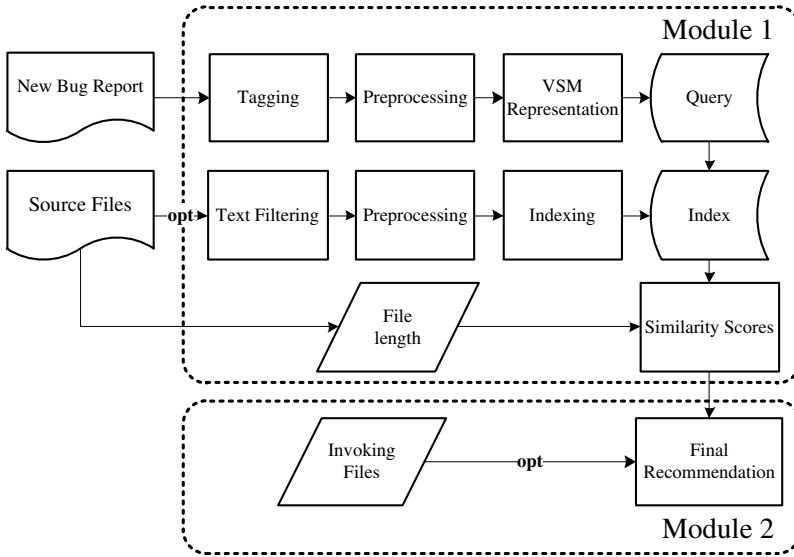 Module 1
New Bug Report
Tagging
Preprocessing
VSM
Representation
Query
Source Files
opt
Text Filtering
Preprocessing
Indexing
Index
File
length
Similarity Scores
Invoking
Files
opt
Final
Recommendation
Module 2